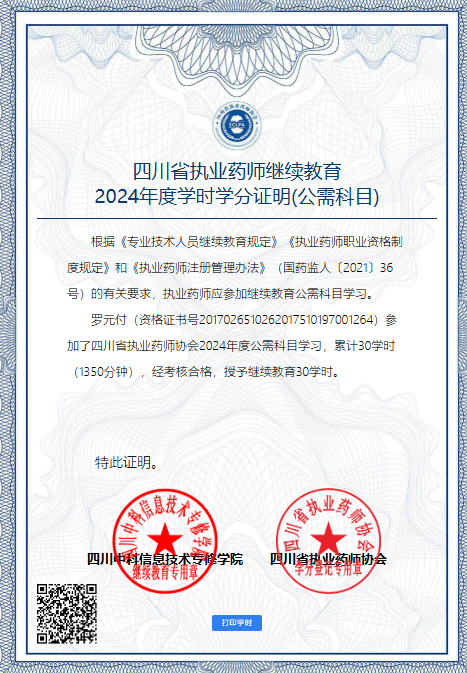 四川省执业药师协会
SCLPA
四川省执业药师继续教育
2024年度学时学分证明(公需科目)
根据《专业技术人员继续教育规定》《执业药师职业资格制
度规定》和《执业药师注册管理办法》（国药监人〔2021〕36
号）的有关要求，执业药师应参加继续教育公需科目学习。
罗元付（资格证书号2017026510262017510197001264）参
加了四川省执业药师协会2024年度公需科目学习，累计30学时
（1350分钟），经考核合格，授予继续教育30学时。
特此证明。
四川中科信息技术专修学院
继续教育专用章
四川省执业药师协会
学分登记专用章
四川中科信息技术专修学院
四川省执业药师协会
打印学时